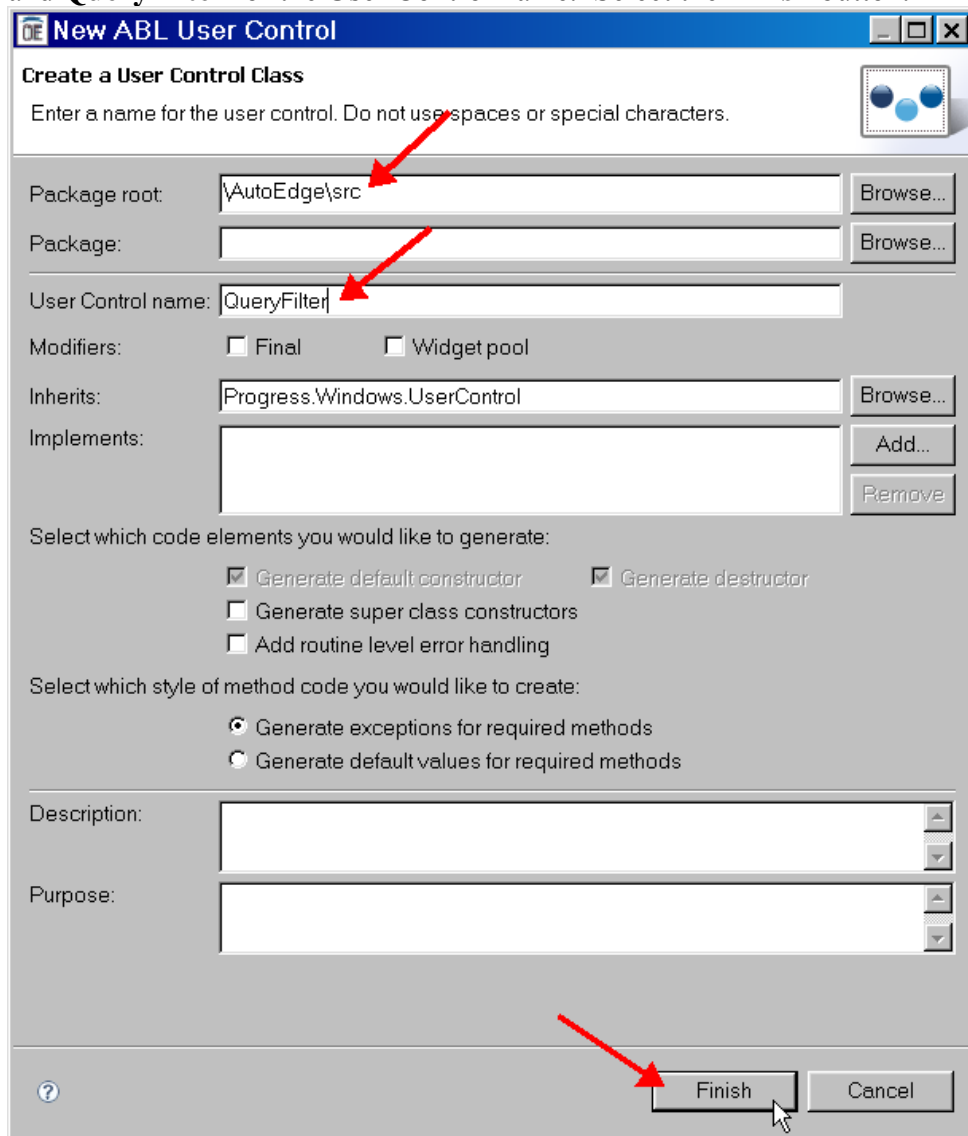 New ABL User Control
Create a User Control Class
Enter a name for the user control. Do not use spaces or special characters.
Package root: \AutoEdge\src Browse...
Package: Browse...
User Control name: QueryFilter
Modifiers: Final Widget pool
Inherits: Progress.Windows.UserControl Browse...
Implements: Add...
Remove
Select which code elements you would like to generate:
Generate default constructor Generate destructor
Generate super class constructors
Add routine level error handling
Select which style of method code you would like to create:
Generate exceptions for required methods
Generate default values for required methods
Description:
Purpose:
Finish Cancel